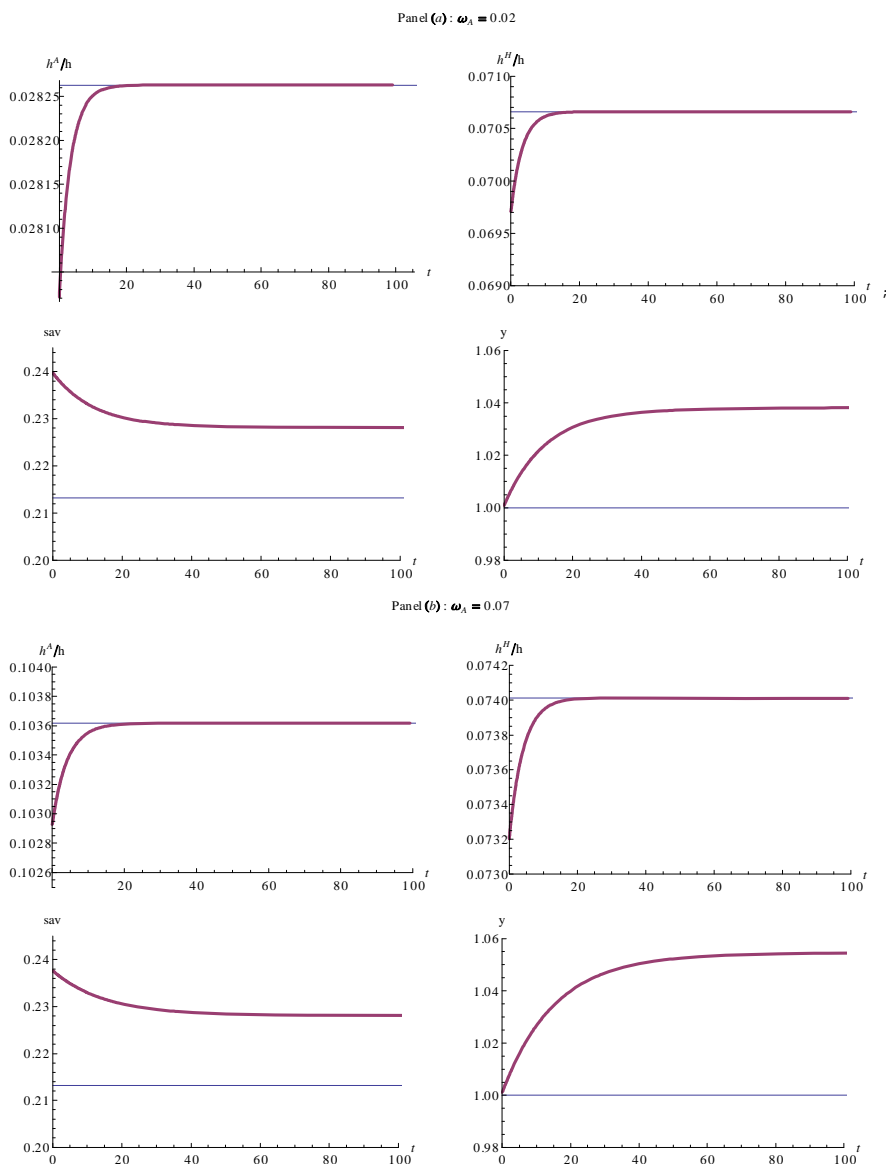 Panel (a) : ωA = 0.02
hA/h
0.02825
0.02820
0.02815
0.02810
20 40 60 80 100 t
hH/h
0.0710
0.0705
0.0700
0.0695
0.0690
0 20 40 60 80 100 t ;
sav
0.24
0.23
0.22
0.21
0.20
0 20 40 60 80 100 t
y
1.06
1.04
1.02
1.00
0.98
0 20 40 60 80 100 t
Panel (b) : ωA = 0.07
hA/h
0.1040
0.1036
0.1034
0.1032
0.1030
0.1028
0.1026
0 20 40 60 80 100 t
hH/h
0.0742
0.0740
0.0738
0.0736
0.0734
0.0732
0.0730
0 20 40 60 80 100 t
sav
0.24
0.23
0.22
0.21
0.20
0 20 40 60 80 100 t
y
1.06
1.04
1.02
1.00
0.98
0 20 40 60 80 100 t